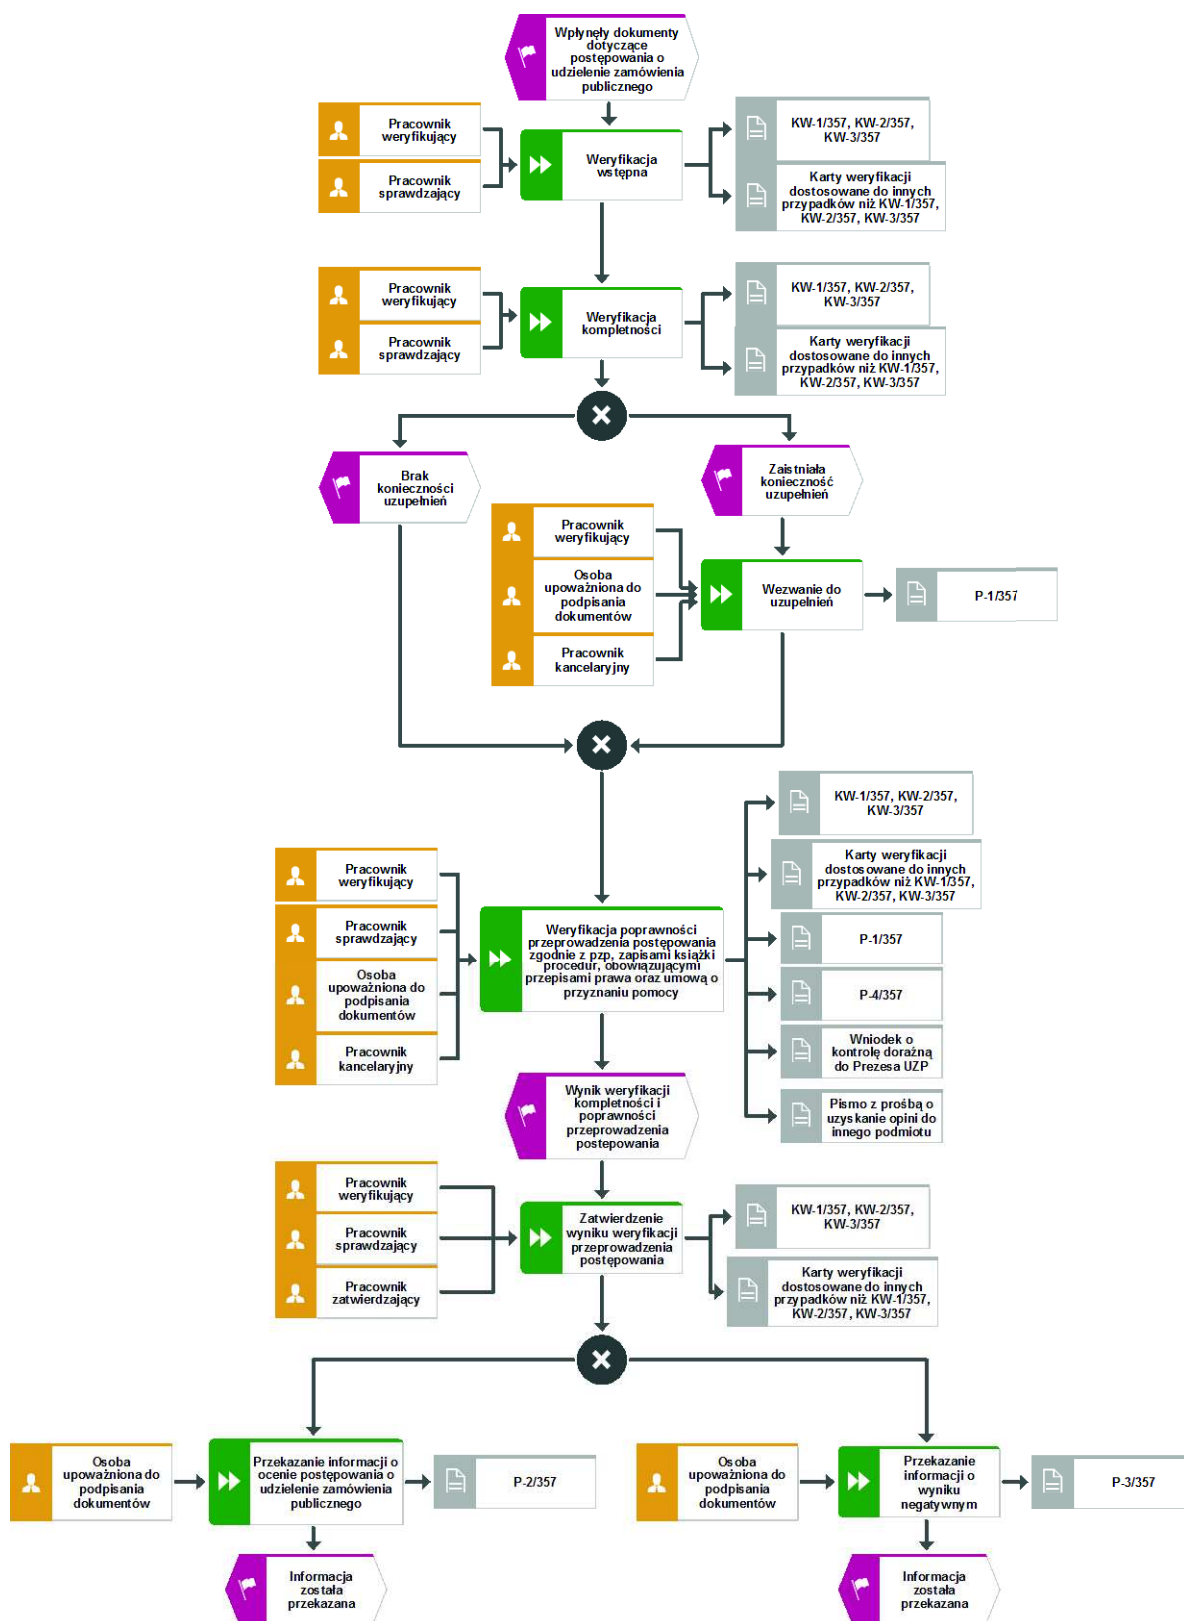 Wpłynęły dokumenty
dotyczące
postępowania o
udzielenie zamówienia
publicznego
Pracownik
weryfikujący
Pracownik
sprawdzający
Weryfikacja
wstępna
KW-1/357, KW-2/357,
KW-3/357
Karty weryfikacji
dostosowane do innych
przypadków niż KW-1/357,
KW-2/357, KW-3/357
Pracownik
weryfikujący
Pracownik
sprawdzający
Weryfikacja
kompletności
KW-1/357, KW-2/357,
KW-3/357
Karty weryfikacji
dostosowane do innych
przypadków niż KW-1/357,
KW-2/357, KW-3/357
Brak
konieczności
uzupełnień
Zaistniała
konieczność
uzupełnień
Pracownik
weryfikujący
Osoba
upoważniona do
podpisania
dokumentów
Pracownik
kancelaryjny
Wezwanie do
uzupelnień
P-1/357
KW-1/357, KW-2/357,
KW-3/357
Karty weryfikacji
dostosowane do innych
przypadków niż KW-1/357,
KW-2/357, KW-3/357
Pracownik
weryfikujący
Pracownik
sprawdzający
Osoba
upoważniona do
podpisania
dokumentów
Pracownik
kancelaryjny
Weryfikacja poprawności
przeprowadzenia postępowania
zgodnie z pzp, zapisami książki
procedur, obowiązującymi
przepisami prawa oraz umową o
przyznaniu pomocy
P-1/357
P-4/357
Wniodek o
kontrolę doraźną
do Prezesa UZP
Pismo z prośbą o
uzyskanie opini do
innego podmiotu
Wynik weryfikacji
kompletności i
poprawności
przeprowadzenia
postepowania
Pracownik
weryfikujący
Pracownik
sprawdzający
Pracownik
zatwierdzający
Zatwierdzenie
wyniku weryfikacji
przeprowadzenia
postępowania
KW-1/357, KW-2/357,
KW-3/357
Karty weryfikacji
dostosowane do innych
przypadków niż KW-1/357,
KW-2/357, KW-3/357
Osoba
upoważniona do
podpisania
dokumentów
Przekazanie informacji o
ocenie postępowania o
udzielenie zamówienia
publicznego
P-2/357
Osoba
upoważniona do
podpisania
dokumentów
Przekazanie
informacji o
wyniku
negatywnym
P-3/357
Informacja
została
przekazana
Informacja
została
przekazana